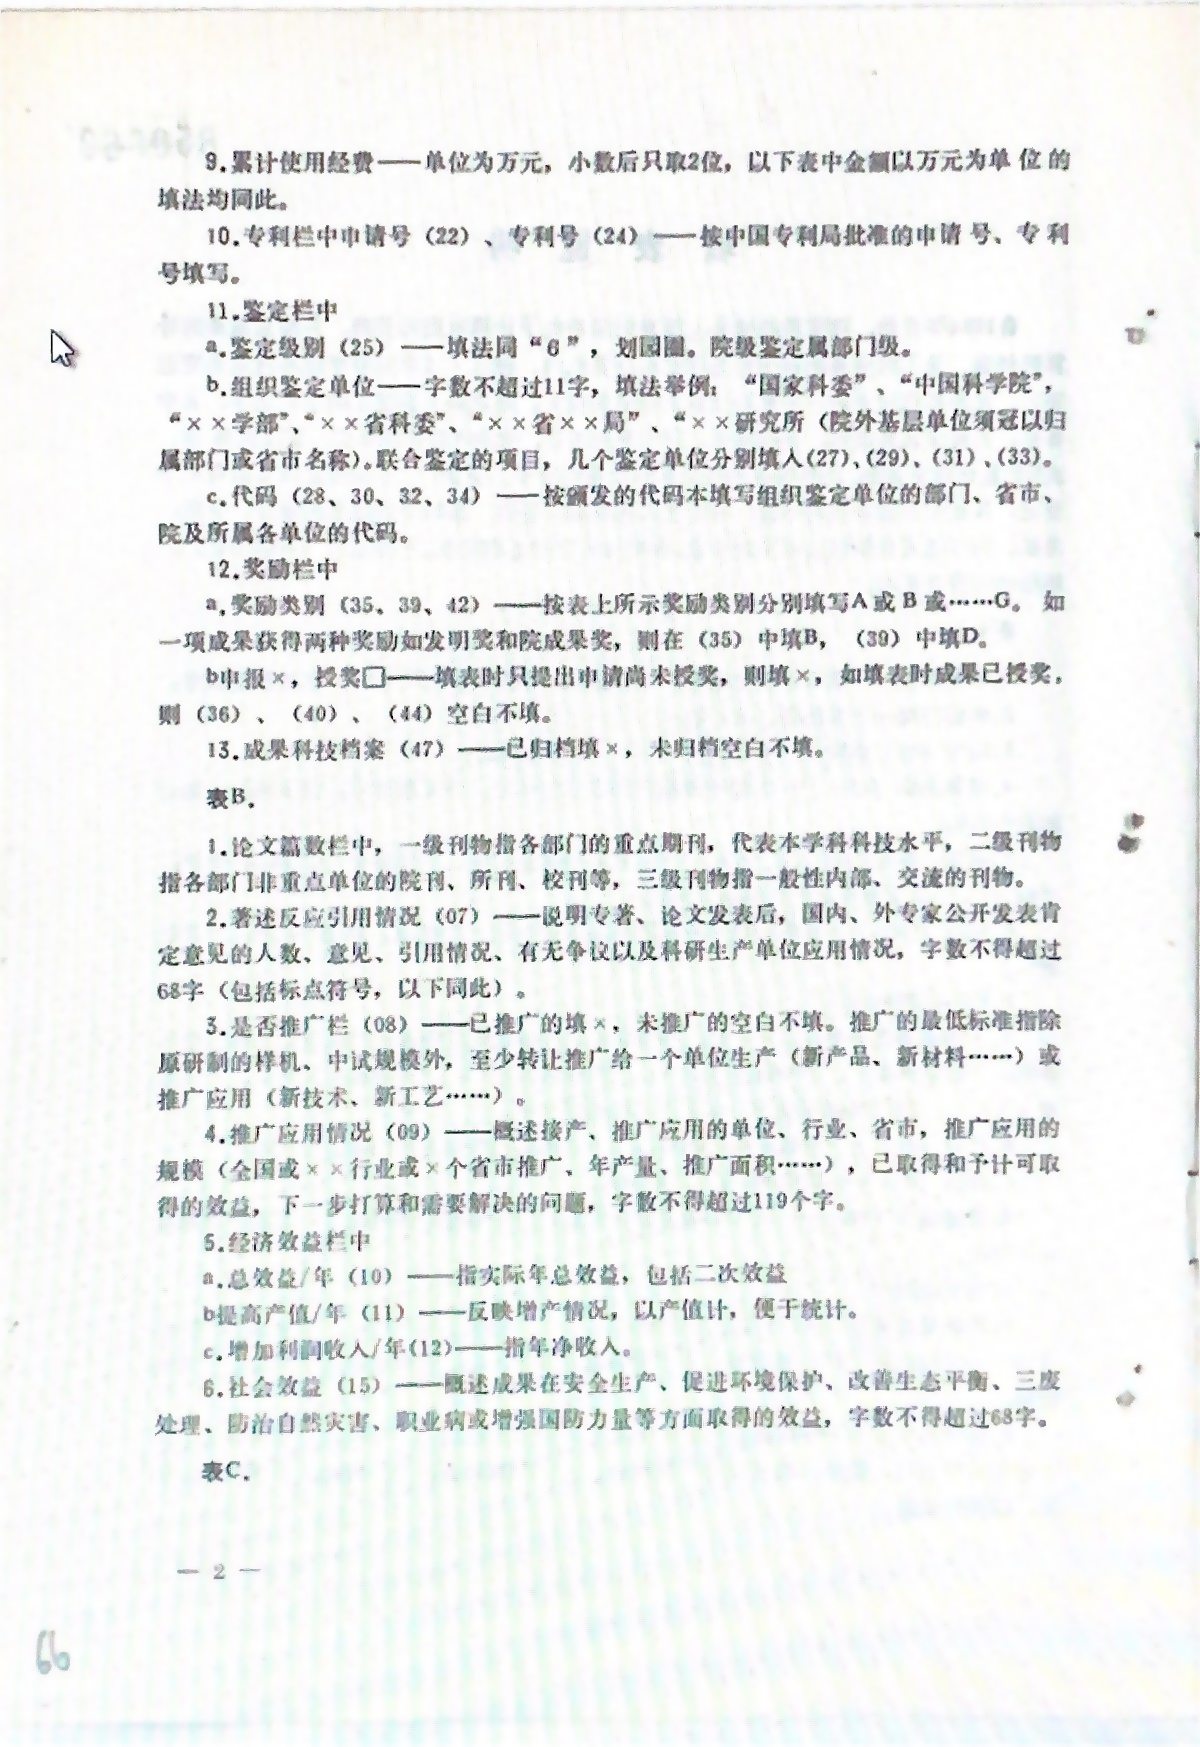 9.累计使用经费——单位为万元，小数后只取2位，以下表中金额以万元为单位的
填法均同此。
10.专利栏中申请号（22）、专利号（24）——按中国专利局批准的申请号、专利
号填写。
11.鉴定栏中
a.鉴定级别（25）——填法同“6”，划园圈。院级鉴定属部门级。
b.组织鉴定单位——字数不超过11字，填法举例：“国家科委”、“中国科学院”，
“××学部”、“××省科委”、“××省××局”、“××研究所（院外基层单位须冠以归
属部门或省市名称）。联合鉴定的项目，几个鉴定单位分别填入(27)、(29)、(31)、(33)。
c.代码（28、30、32、34）——按颁发的代码本填写组织鉴定单位的部门、省市、
院及所属各单位的代码。
12.奖励栏中
a.奖励类别（35、39、42）——按表上所示奖励类别分别填写A或B或……G。如
一项成果获得两种奖励如发明奖和院成果奖，则在（35）中填B，（39）中填D。
b申报×，授奖□——填表时只提出申请尚未授奖，则填×，如填表时成果已授奖，
则（36）、（40）、（44）空白不填。
13.成果科技档案（47）——已归档填×，未归档空白不填。
表B.
1.论文篇数栏中，一级刊物指各部门的重点期刊，代表本学科科技水平，二级刊物
指各部门非重点单位的院刊、所刊、校刊等，三级刊物指一般性内部、交流的刊物。
2.著述反应引用情况（07）——说明专著、论文发表后，国内、外专家公开发表肯
定意见的人数、意见、引用情况、有无争议以及科研生产单位应用情况，字数不得超过
68字（包括标点符号，以下同此）。
3.是否推广栏（08）——已推广的填×，未推广的空白不填。推广的最低标准指除
原研制的样机、中试规模外，至少转让推广给一个单位生产（新产品、新材料……）或
推广应用（新技术、新工艺……）。
4.推广应用情况（09）——概述接产、推广应用的单位、行业、省市，推广应用的
规模（全国或××行业或×个省市推广、年产量、推广面积……），已取得和予计可取
得的效益，下一步打算和需要解决的问题，字数不得超过119个字。
5.经济效益栏中
a.总效益/年（10）——指实际年总效益，包括二次效益
b提高产值/年（11）——反映增产情况，以产值计，便于统计。
c.增加利润收入/年(12)——指年净收入。
6.社会效益（15）——概述成果在安全生产、促进环境保护、改善生态平衡、三废
处理、防治自然灾害、职业病或增强国防力量等方面取得的效益，字数不得超过68字。
表C.
— 2 —
66